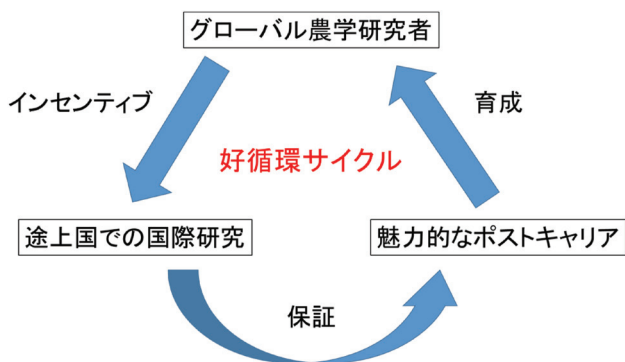 グローバル農学研究者
インセンティブ
育成
好循環サイクル
途上国での国際研究
魅力的なポストキャリア
保証